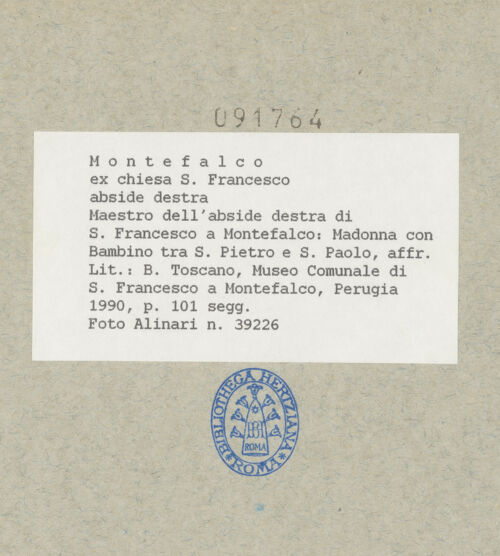 091764
Montefalco
ex chiesa S. Francesco
abside destra
Maestro dell'abside destra di
S. Francesco a Montefalco: Madonna con
Bambino tra S. Pietro e S. Paolo, affr.
Lit.: B. Toscano, Museo Comunale di
S. Francesco a Montefalco, Perugia
1990, p. 101 segg.
Foto Alinari n. 39226
BIBLIOTHECA HERTZIANA
BH
ROMA
*ROMA*